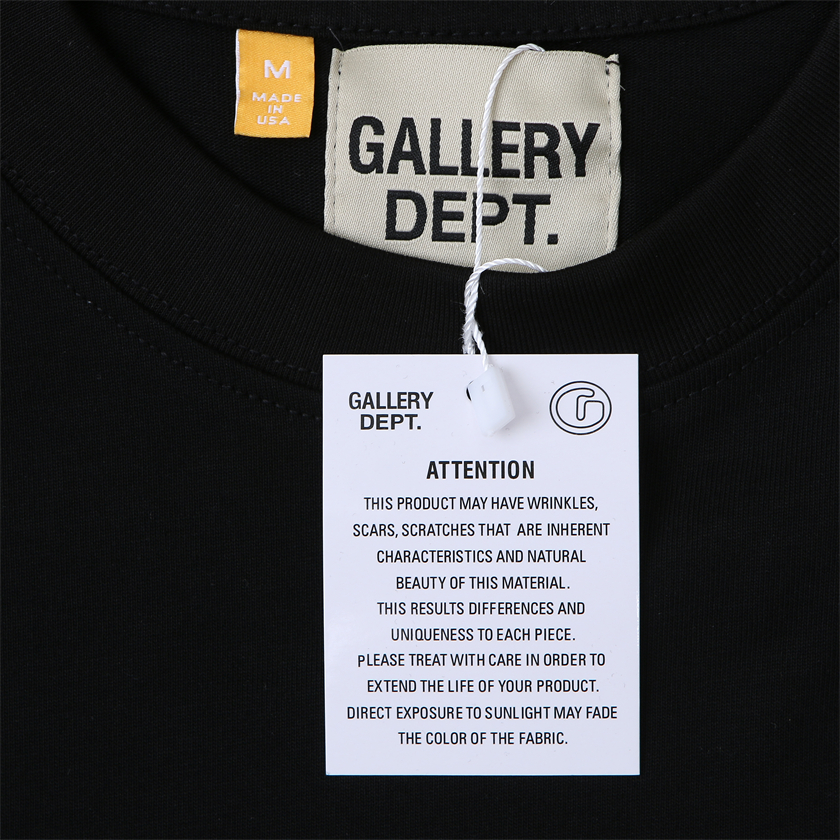 M
MADE
IN
USA
GALLERY
DEPT.
GALLERY
DEPT.
ATTENTION
THIS PRODUCT MAY HAVE WRINKLES,
SCARS, SCRATCHES THAT ARE INHERENT
CHARACTERISTICS AND NATURAL
BEAUTY OF THIS MATERIAL.
THIS RESULTS DIFFERENCES AND
UNIQUENESS TO EACH PIECE.
PLEASE TREAT WITH CARE IN ORDER TO
EXTEND THE LIFE OF YOUR PRODUCT.
DIRECT EXPOSURE TO SUNLIGHT MAY FADE
THE COLOR OF THE FABRIC.